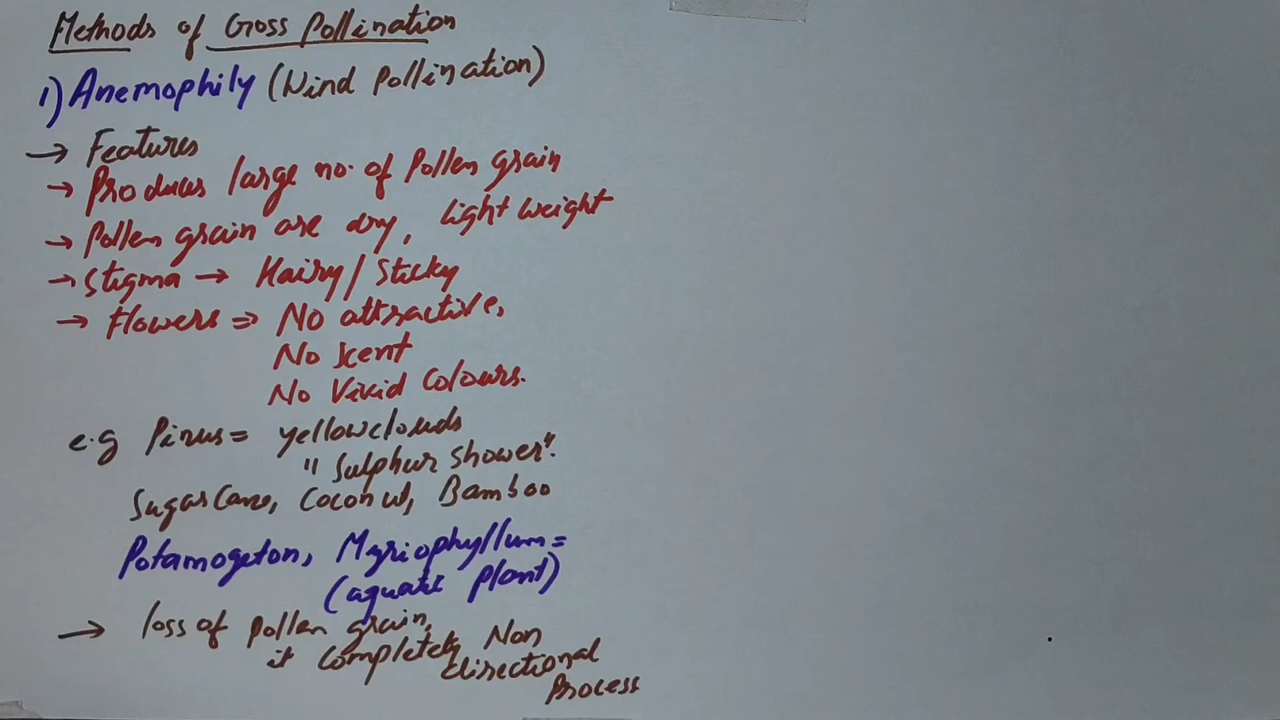 Methods of Cross Pollination
1) Anemophily (Wind Pollination)
→ Features
→ Produces large no. of Pollen grain
→ Pollen grain are dry, light weight
→ Stigma → Hairy/Sticky
→ Flowers ⇒ No attractive,
No Scent
No Vivid Colours.
e.g Pinus = yellow clouds
"Sulphur shower".
Sugar Cane, Coconut, Bamboo
Potamogeton, Myriophyllum =
(aquatic plant)
→ loss of pollen grain,
it completely Non
directional
Process